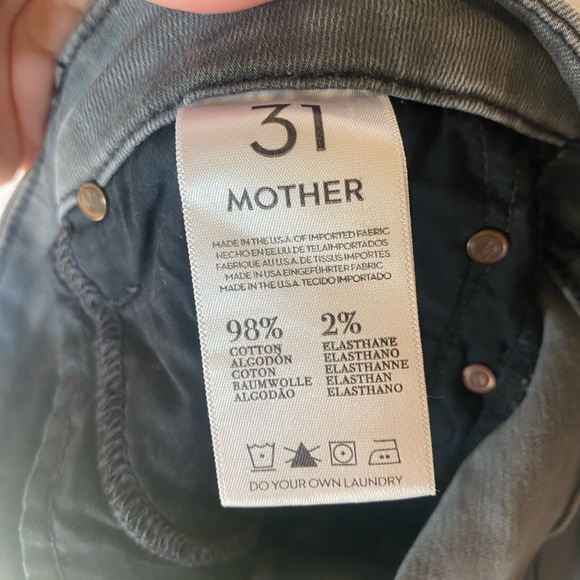 31
MOTHER
MADE IN THE U.S.A. OF IMPORTED FABRIC
HECHO EN EE.UU. DE TELA IMPORTADOS
FABRIQUE AU U.S.A. DE TISSUS IMPORTÉS
MADE IN USA EINGEFÜHRTER FABRIC
MADE IN THE U.S.A. TECIDO IMPORTADO
98%
COTTON
ALGODÓN
COTON
BAUMWOLLE
ALGODÃO
2%
ELASTHANE
ELASTHANO
ELASTHANNE
ELASTHAN
ELASTHANO
DO YOUR OWN LAUNDRY